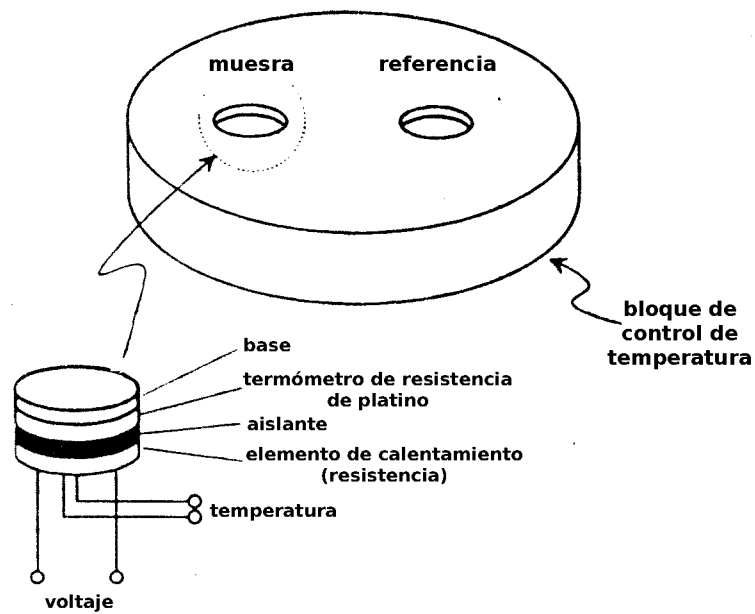 muesra
referencia
bloque de
control de
temperatura
base
termómetro de resistencia
de platino
aislante
elemento de calentamiento
(resistencia)
temperatura
voltaje